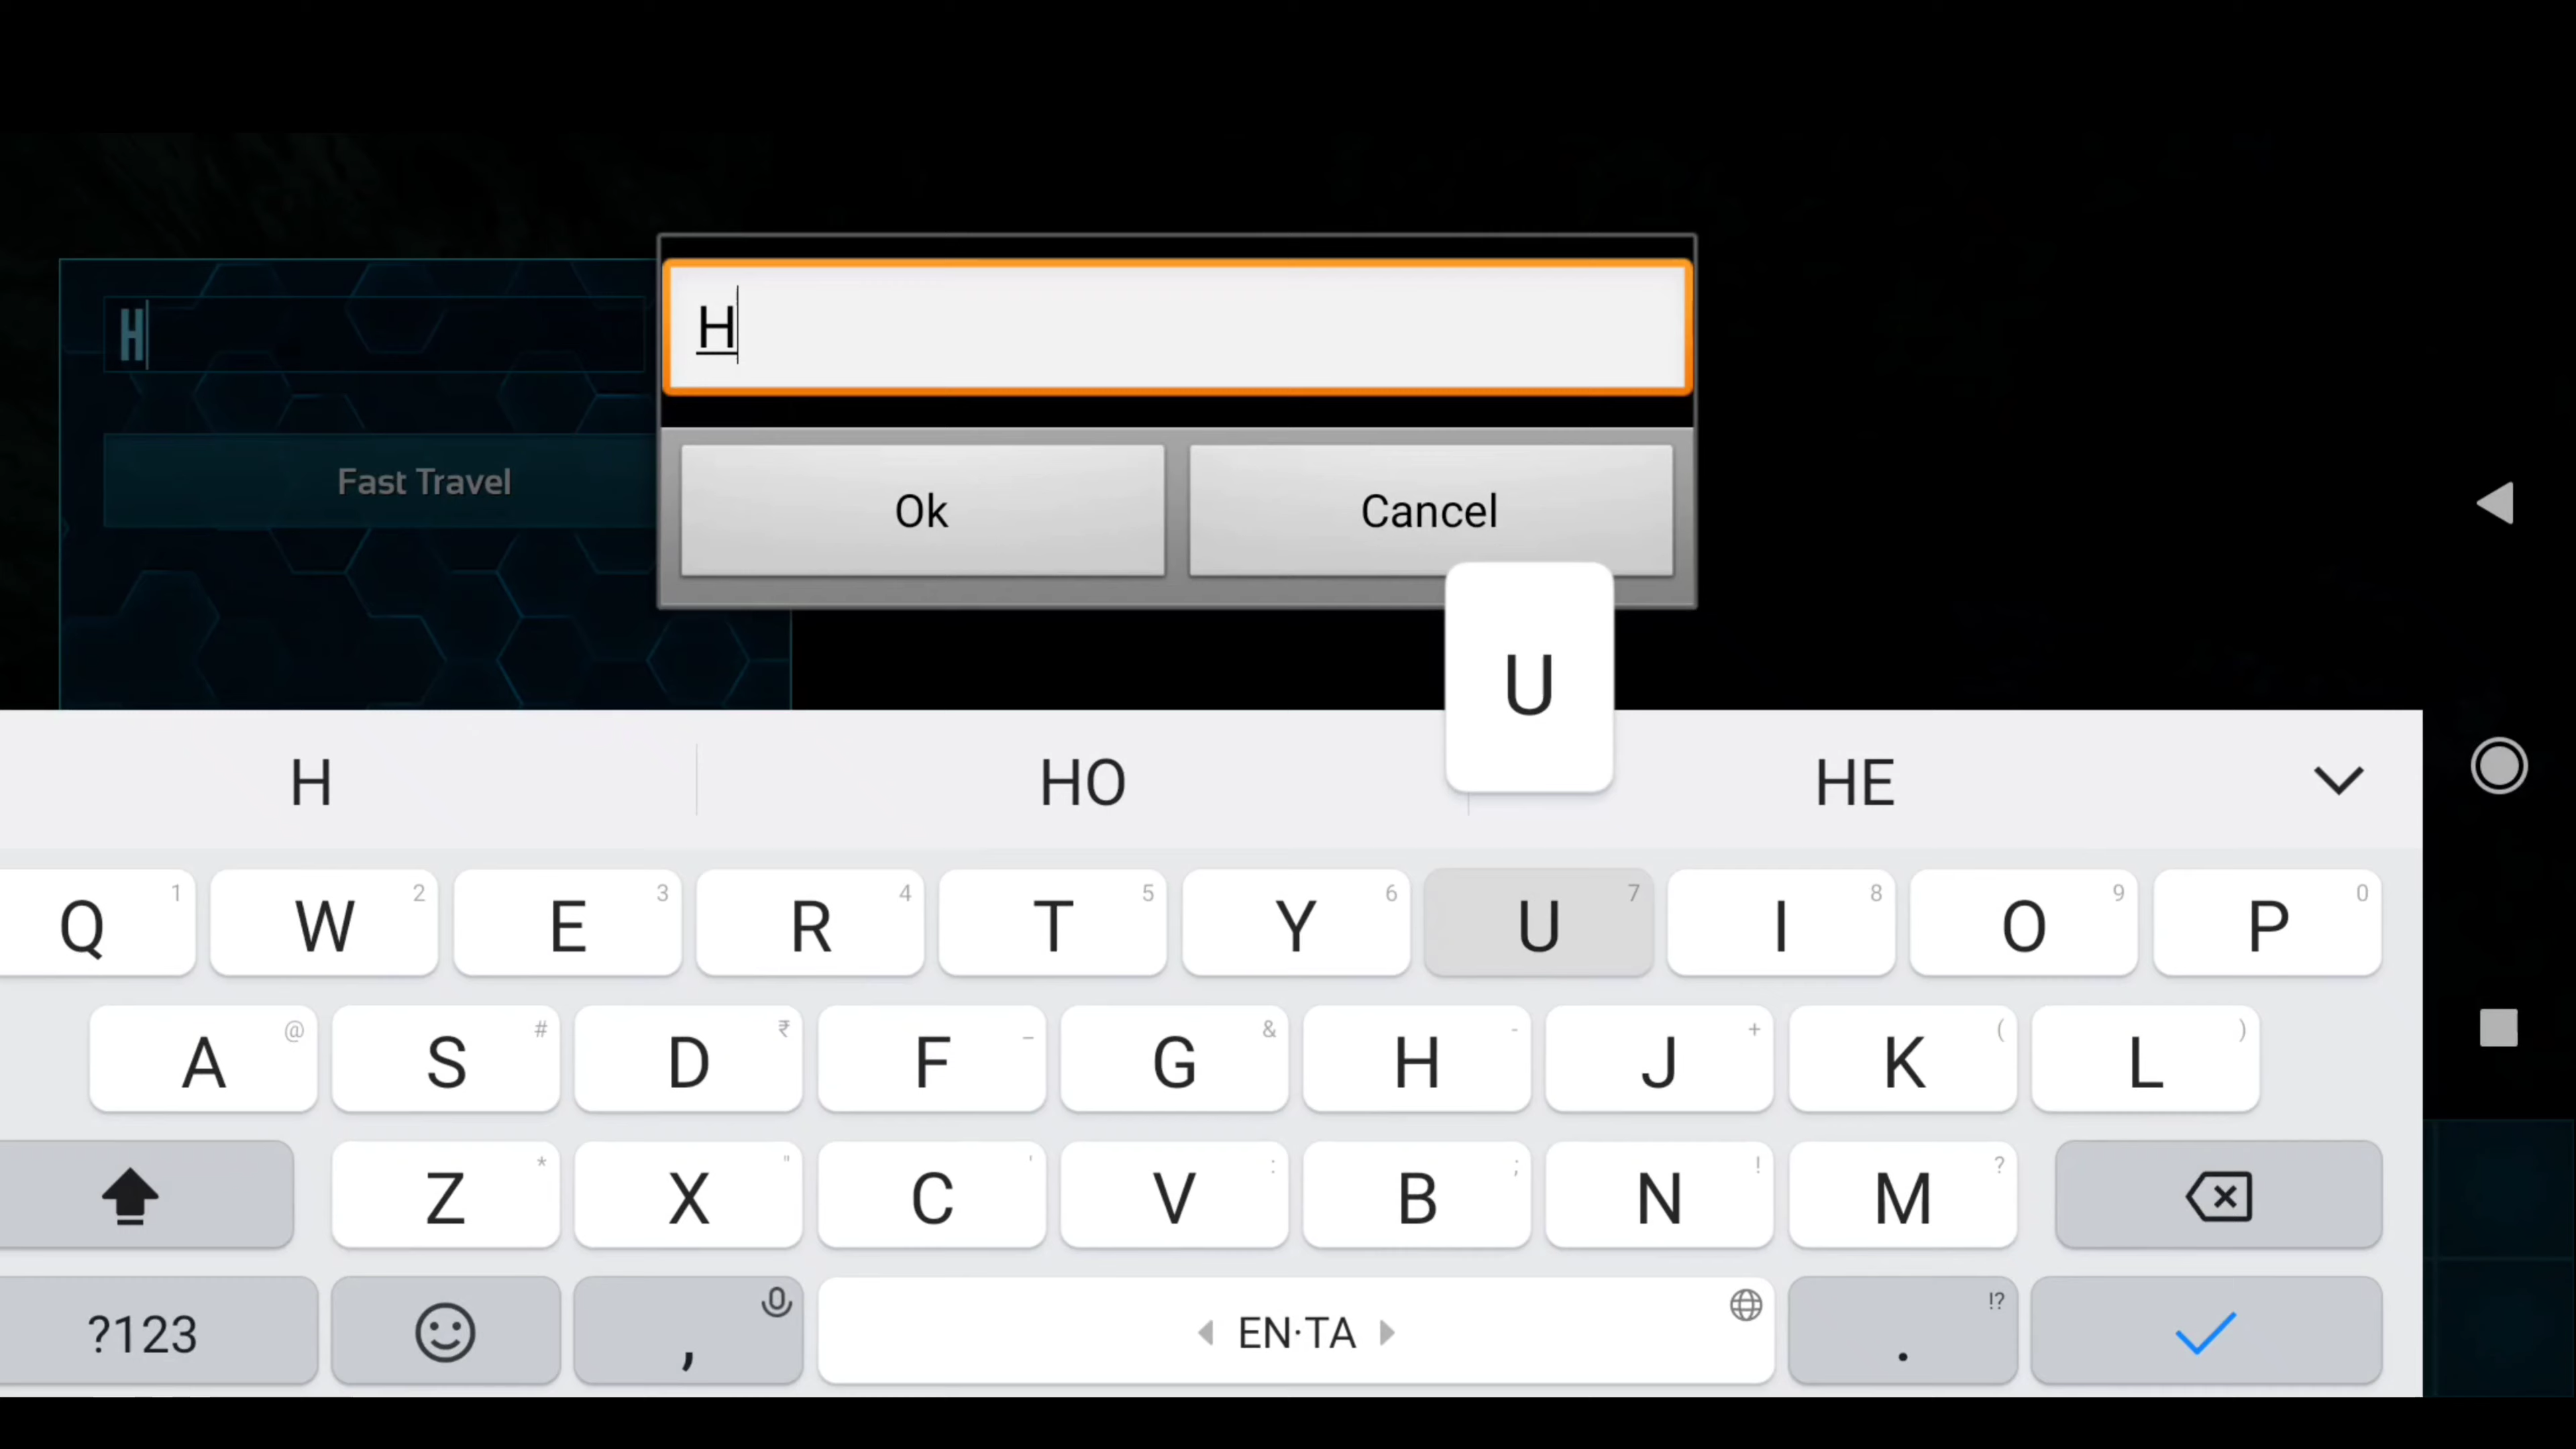 H
H
Fast Travel
Ok Cancel
U
H HO HE
Q 1 W 2 E 3 R 4 T 5 Y 6 U 7 I 8 O 9 P 0
A @ S # D ₹ F _ G & H - J + K ( L )
Z * X " C ' V : B ; N ! M ?
?123 , EN·TA . !?